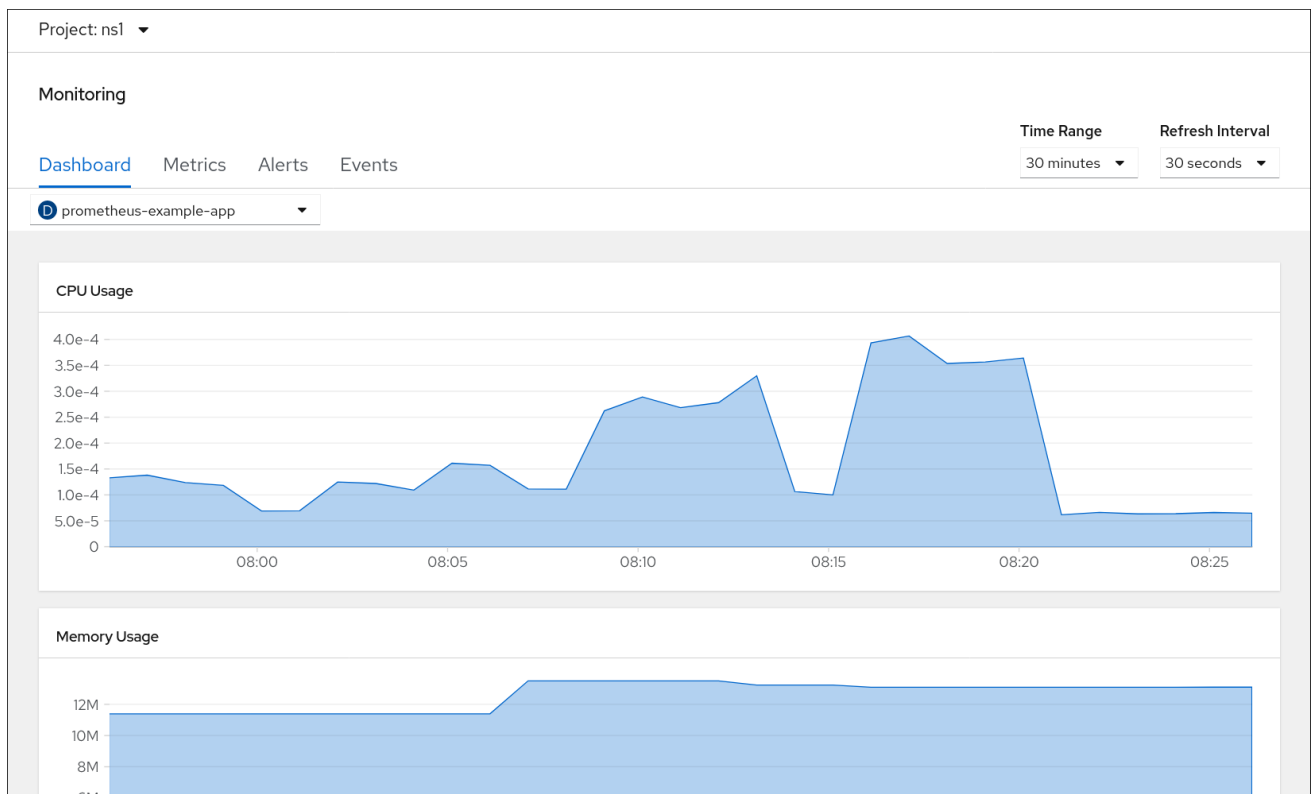 Project: ns1
Monitoring
Time Range Refresh Interval
Dashboard Metrics Alerts Events
30 minutes 30 seconds
D prometheus-example-app
CPU Usage
4.0e-4
3.5e-4
3.0e-4
2.5e-4
2.0e-4
1.5e-4
1.0e-4
5.0e-5
0
08:00 08:05 08:10 08:15 08:20 08:25
Memory Usage
12M
10M
8M